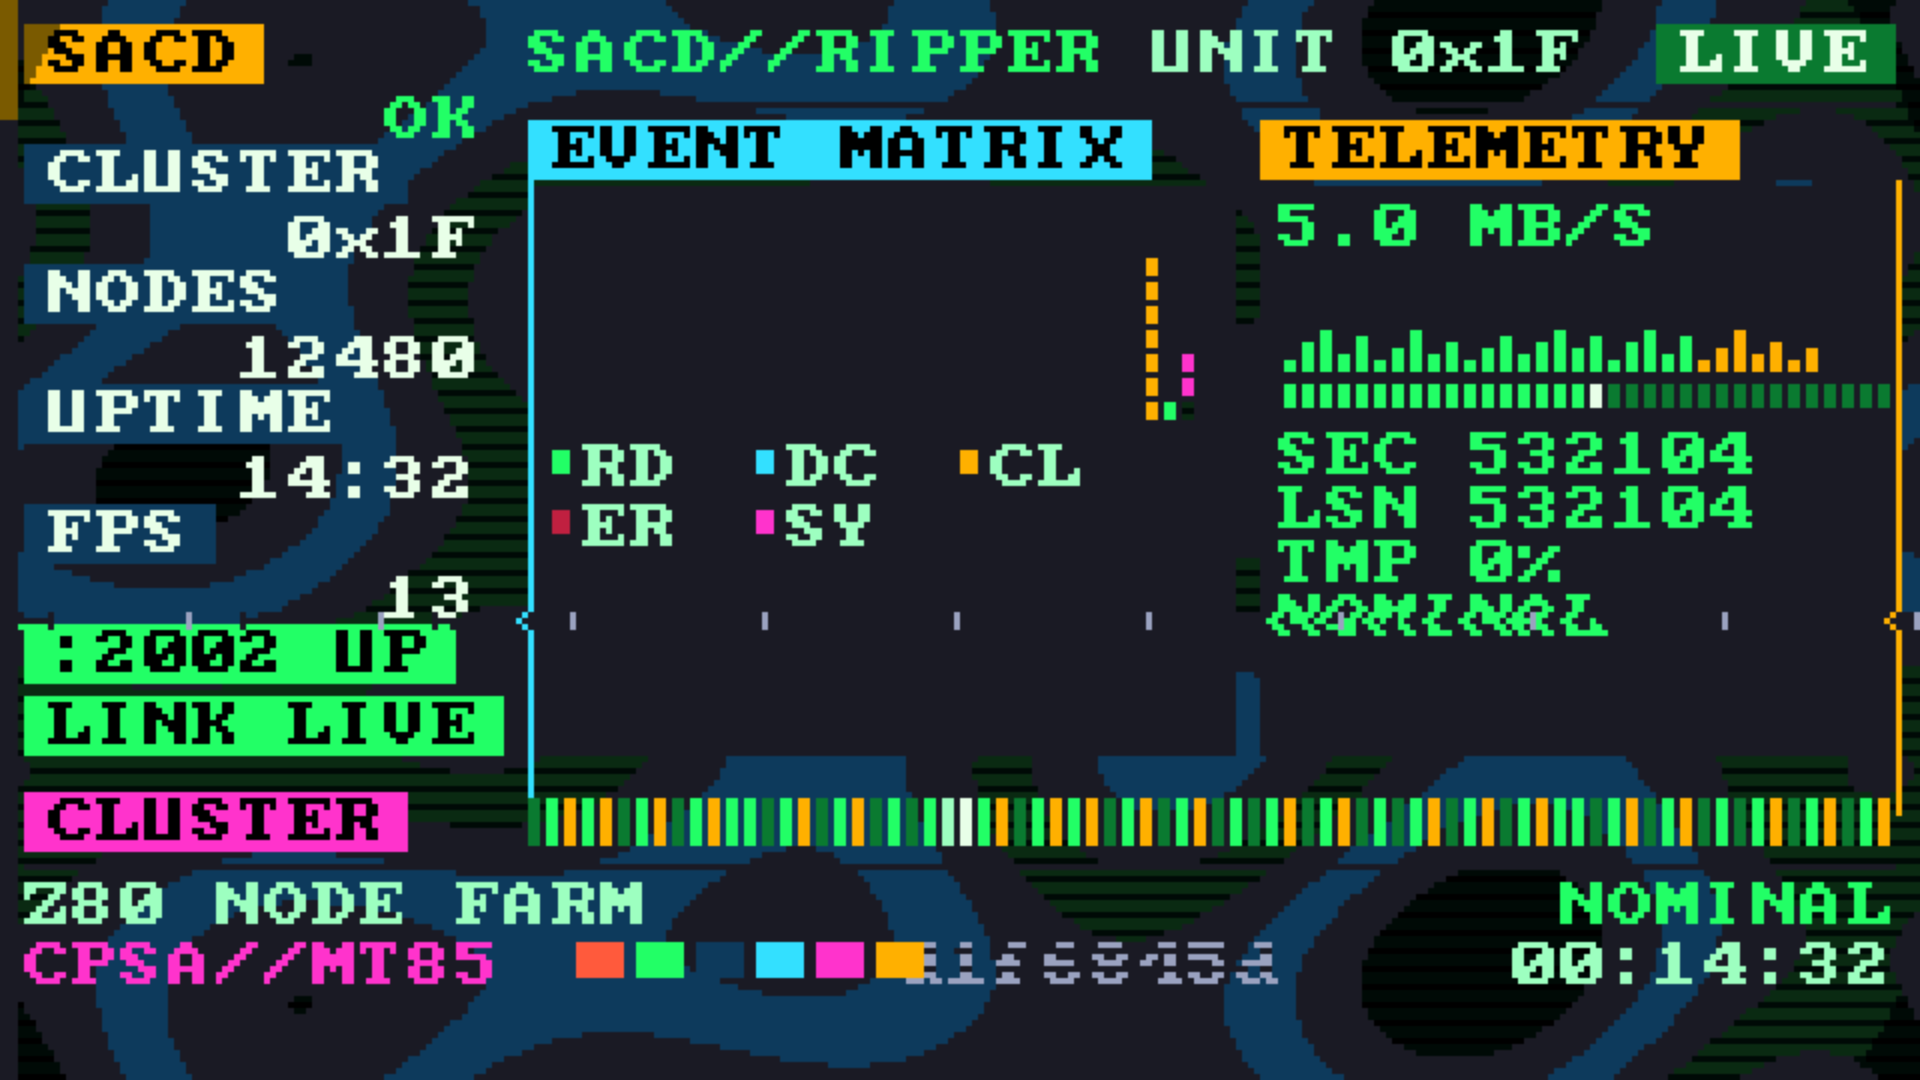 SACD
SACD//RIPPER UNIT 0x1F
LIVE
OK
CLUSTER
0x1F
NODES
12480
UPTIME
14:32
FPS
13
:2002 UP
LINK LIVE
CLUSTER
EVENT MATRIX
RD DC CL
ER SY
TELEMETRY
5.0 MB/S
SEC 532104
LSN 532104
TMP 0%
NOMINAL
Z80 NODE FARM
NOMINAL
CPSA//MT85
00:14:32